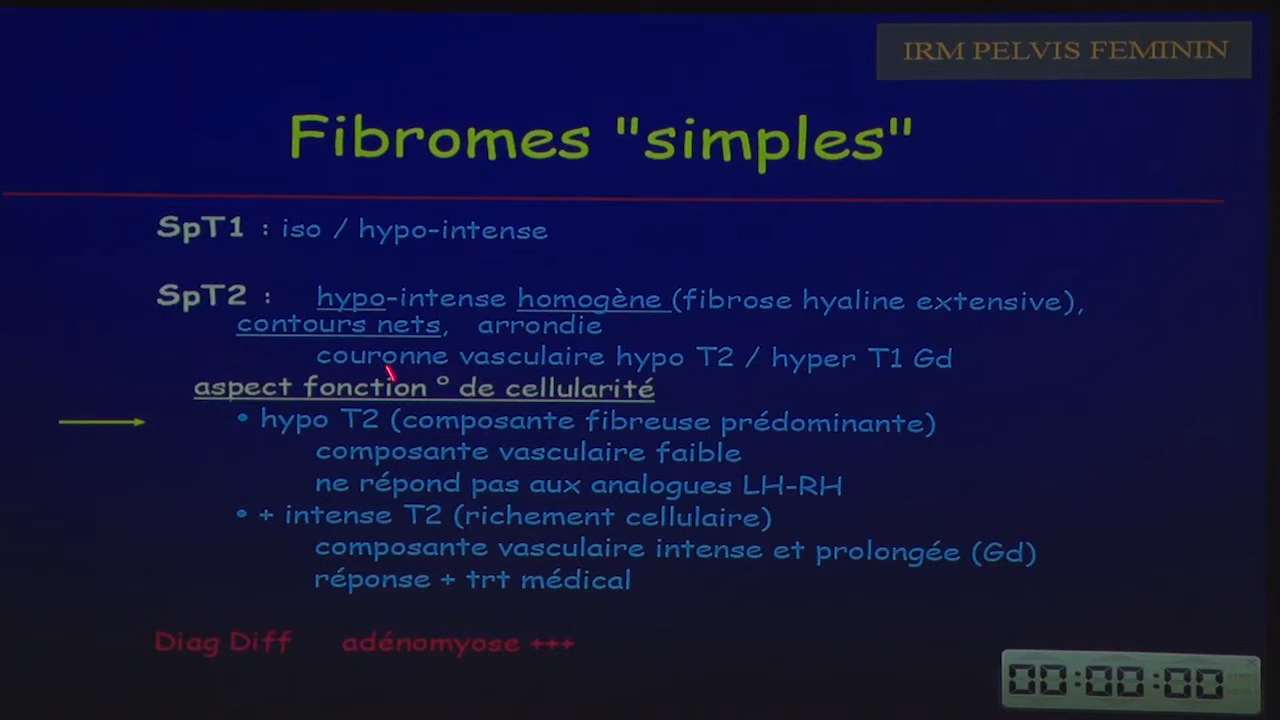 IRM PELVIS FEMININ
Fibromes "simples"
SpT1 : iso / hypo-intense
SpT2 : hypo-intense homogène (fibrose hyaline extensive),
contours nets, arrondie
couronne vasculaire hypo T2 / hyper T1 Gd
aspect fonction ° de cellularité
• hypo T2 (composante fibreuse prédominante)
composante vasculaire faible
ne répond pas aux analogues LH-RH
• + intense T2 (richement cellulaire)
composante vasculaire intense et prolongée (Gd)
réponse + trt médical
Diag Diff adénomyose +++
00:00:00